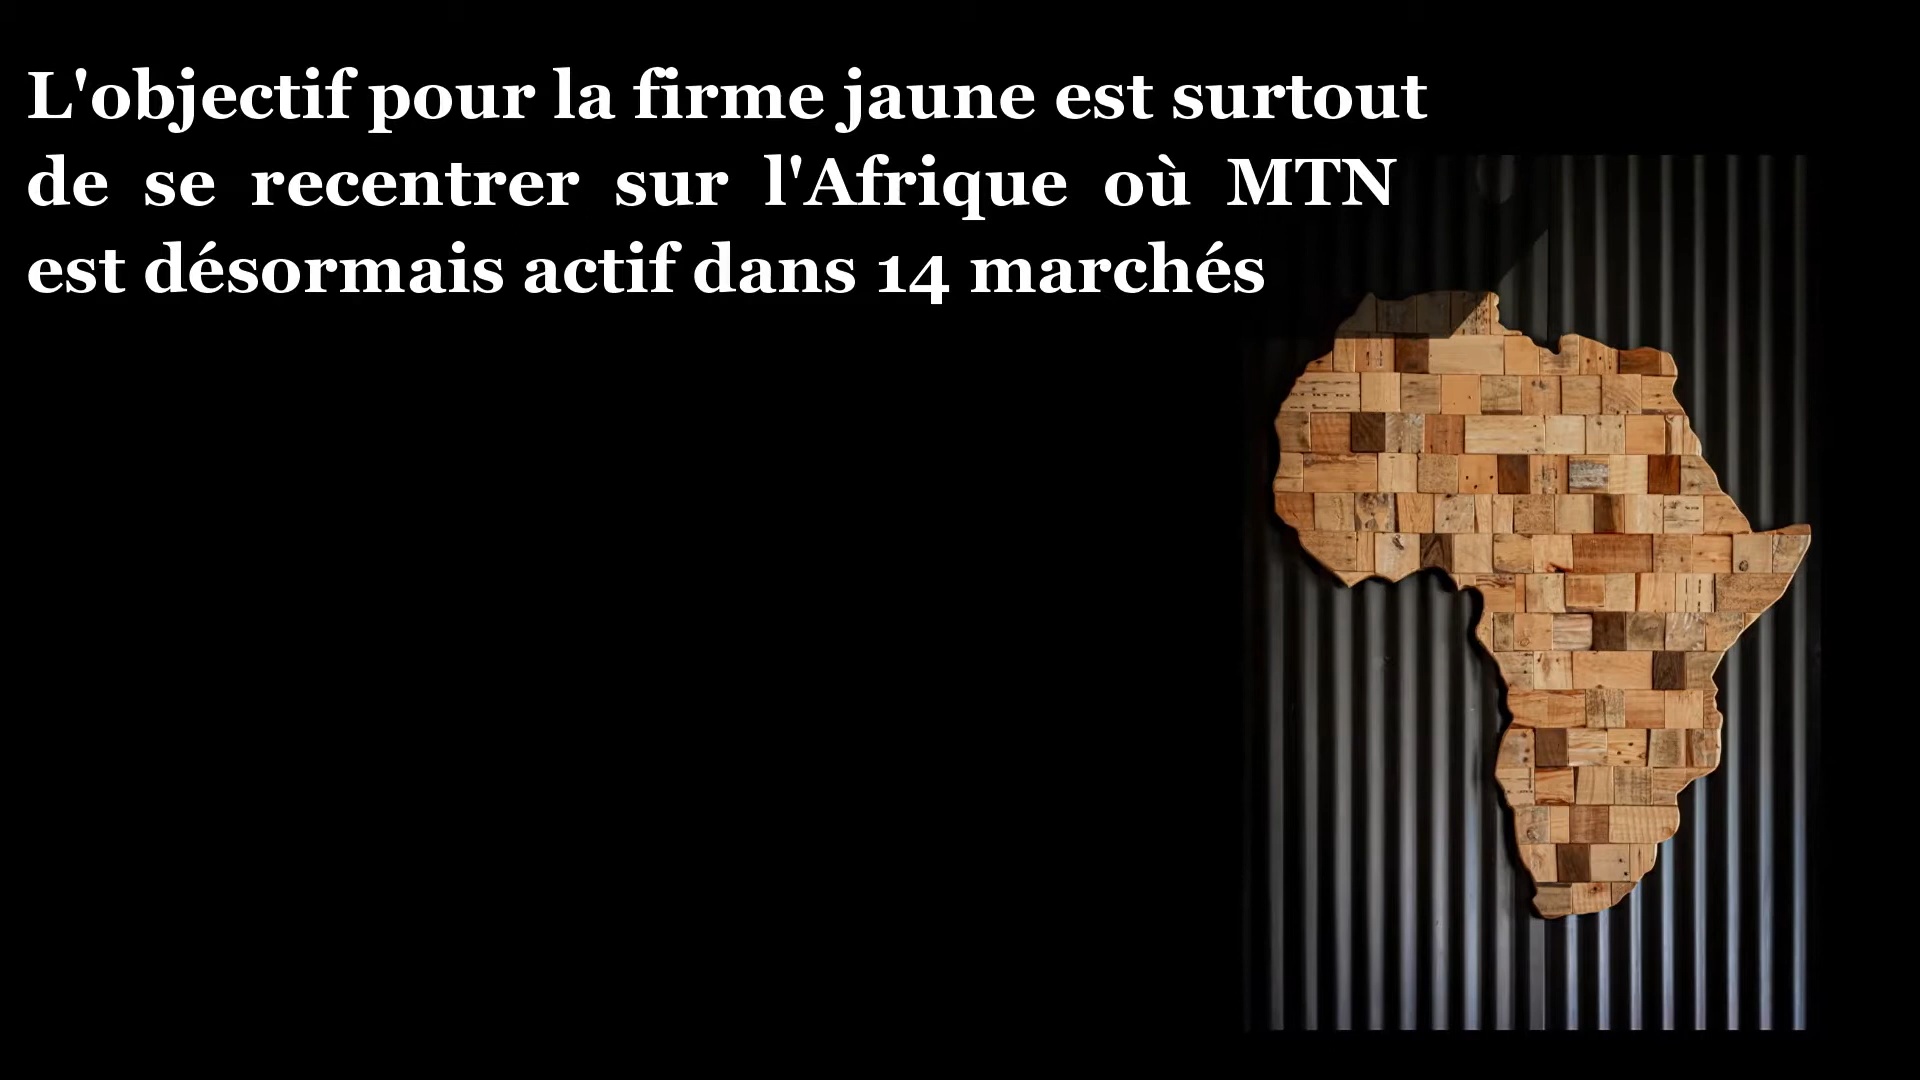 L'objectif pour la firme jaune est surtout
de se recentrer sur l'Afrique où MTN
est désormais actif dans 14 marchés